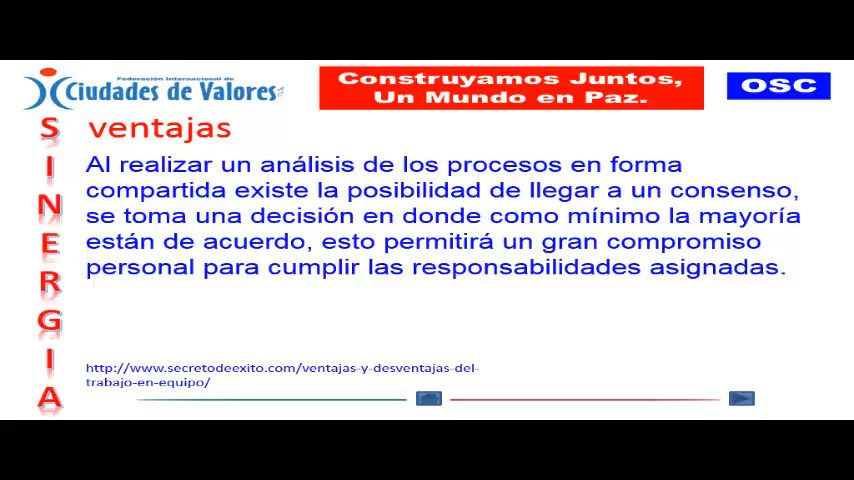 Federación Internacional de
Ciudades de Valores
Construyamos Juntos,
Un Mundo en Paz.
OSC
SINERGIA
ventajas
Al realizar un análisis de los procesos en forma
compartida existe la posibilidad de llegar a un consenso,
se toma una decisión en donde como mínimo la mayoría
están de acuerdo, esto permitirá un gran compromiso
personal para cumplir las responsabilidades asignadas.
http://www.secretodeexito.com/ventajas-y-desventajas-del-
trabajo-en-equipo/